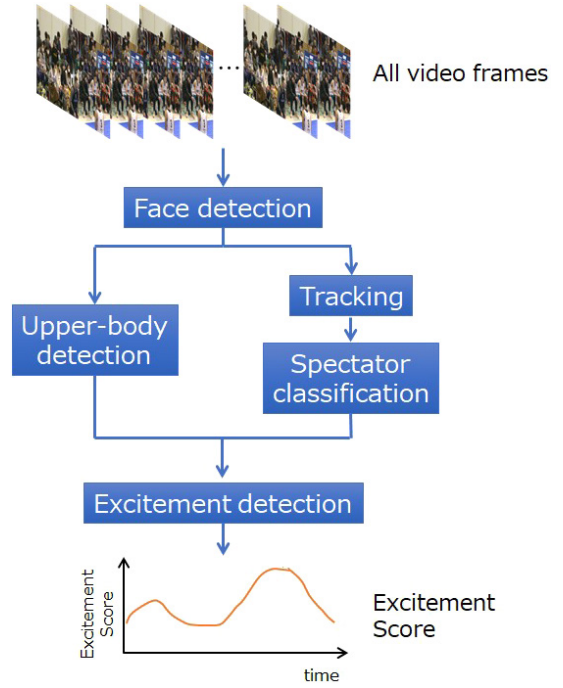 ...
All video frames
Face detection
Tracking
Upper-body
detection
Spectator
classification
Excitement detection
Excitement
Score
Excitement
Score
time